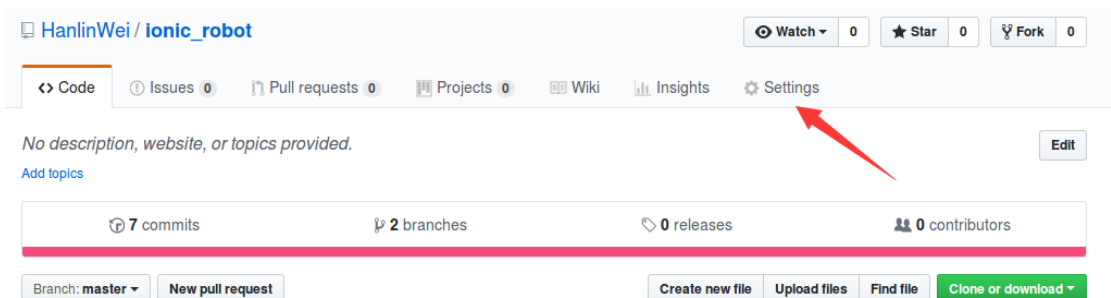 HanlinWei / ionic_robot Watch 0 Star 0 Fork 0
Code Issues 0 Pull requests 0 Projects 0 Wiki Insights Settings
No description, website, or topics provided. Edit
Add topics
7 commits 2 branches 0 releases 0 contributors
Branch: master New pull request Create new file Upload files Find file Clone or download